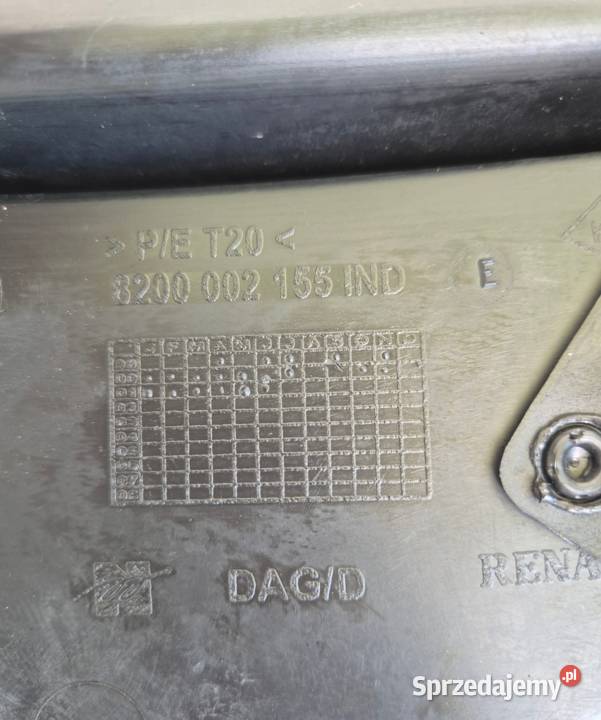 > P/E T20 <
8200 002 155 IND E
J F M A M J J A S O N D
DAG/D
RENA
Sprzedajemy.pl